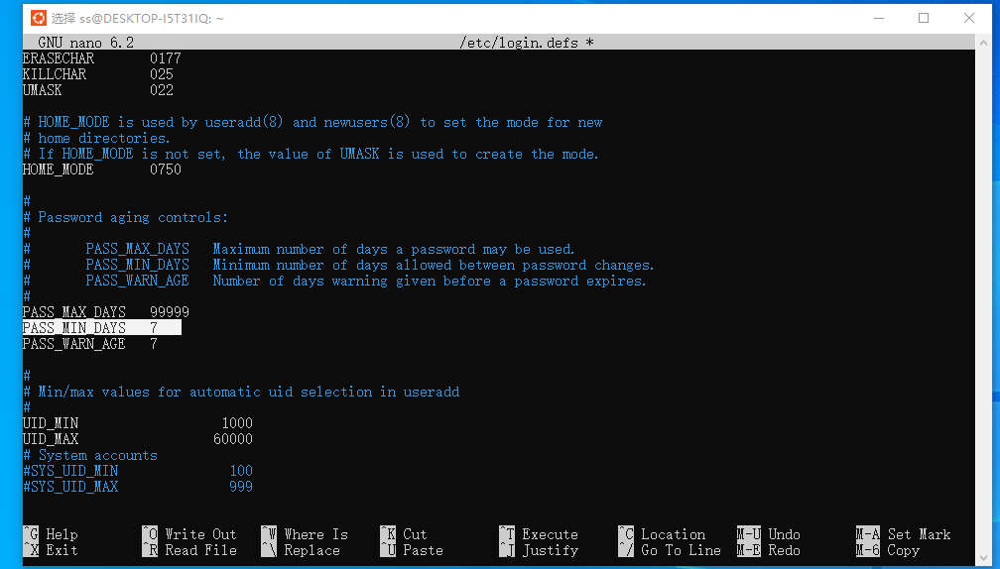 选择 ss@DESKTOP-I5T31IQ: ~
GNU nano 6.2 /etc/login.defs *
ERASECHAR 0177
KILLCHAR 025
UMASK 022
# HOME_MODE is used by useradd(8) and newusers(8) to set the mode for new
# home directories.
# If HOME_MODE is not set, the value of UMASK is used to create the mode.
HOME_MODE 0750
#
# Password aging controls:
#
# PASS_MAX_DAYS Maximum number of days a password may be used.
# PASS_MIN_DAYS Minimum number of days allowed between password changes.
# PASS_WARN_AGE Number of days warning given before a password expires.
#
PASS_MAX_DAYS 99999
PASS_MIN_DAYS 7
PASS_WARN_AGE 7
#
# Min/max values for automatic uid selection in useradd
#
UID_MIN 1000
UID_MAX 60000
# System accounts
#SYS_UID_MIN 100
#SYS_UID_MAX 999
^G Help ^O Write Out ^W Where Is ^K Cut ^T Execute ^C Location M-U Undo M-A Set Mark
^X Exit ^R Read File ^\ Replace ^U Paste ^J Justify ^/ Go To Line M-E Redo M-6 Copy